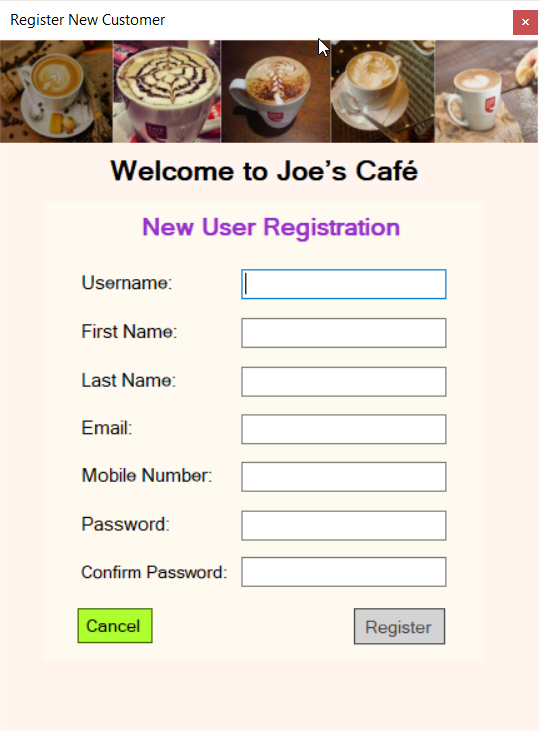 Register New Customer
Welcome to Joe's Café
New User Registration
Username:
First Name:
Last Name:
Email:
Mobile Number:
Password:
Confirm Password:
Cancel Register